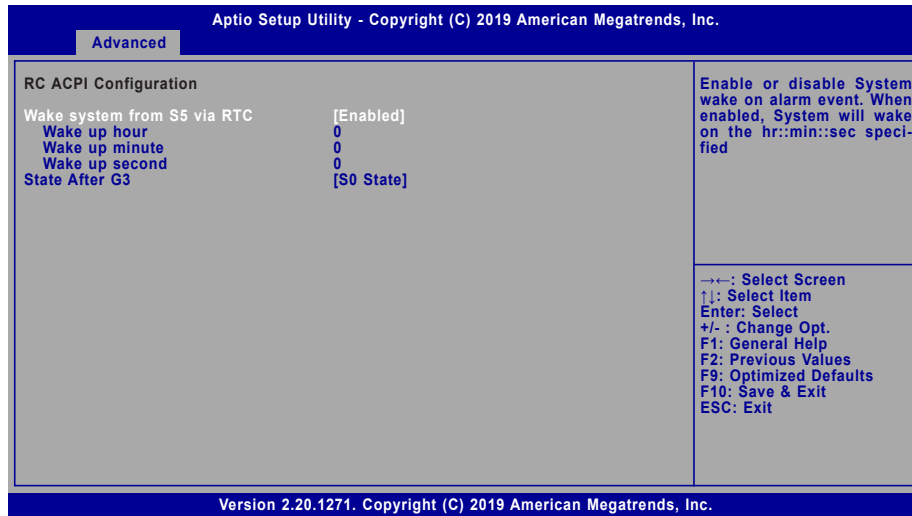 Aptio Setup Utility - Copyright (C) 2019 American Megatrends, Inc.
Advanced
RC ACPI Configuration
Wake system from S5 via RTC [Enabled]
Wake up hour 0
Wake up minute 0
Wake up second 0
State After G3 [S0 State]
Enable or disable System
wake on alarm event. When
enabled, System will wake
on the hr::min::sec speci-
fied
→←: Select Screen
↑↓: Select Item
Enter: Select
+/- : Change Opt.
F1: General Help
F2: Previous Values
F9: Optimized Defaults
F10: Save & Exit
ESC: Exit
Version 2.20.1271. Copyright (C) 2019 American Megatrends, Inc.